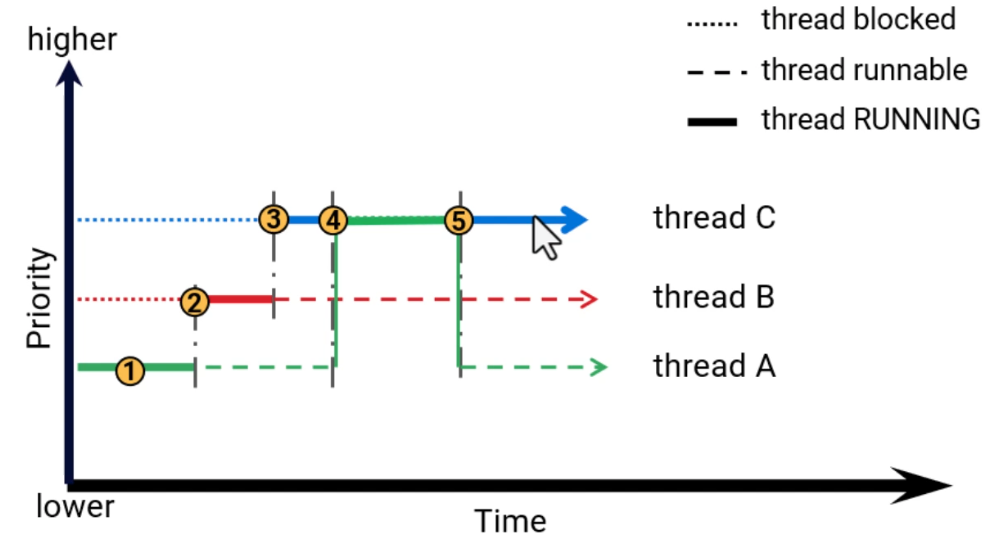 thread blocked
higher
thread runnable
thread RUNNING
3
4
5
thread C
2
thread B
Priority
1
thread A
lower
Time